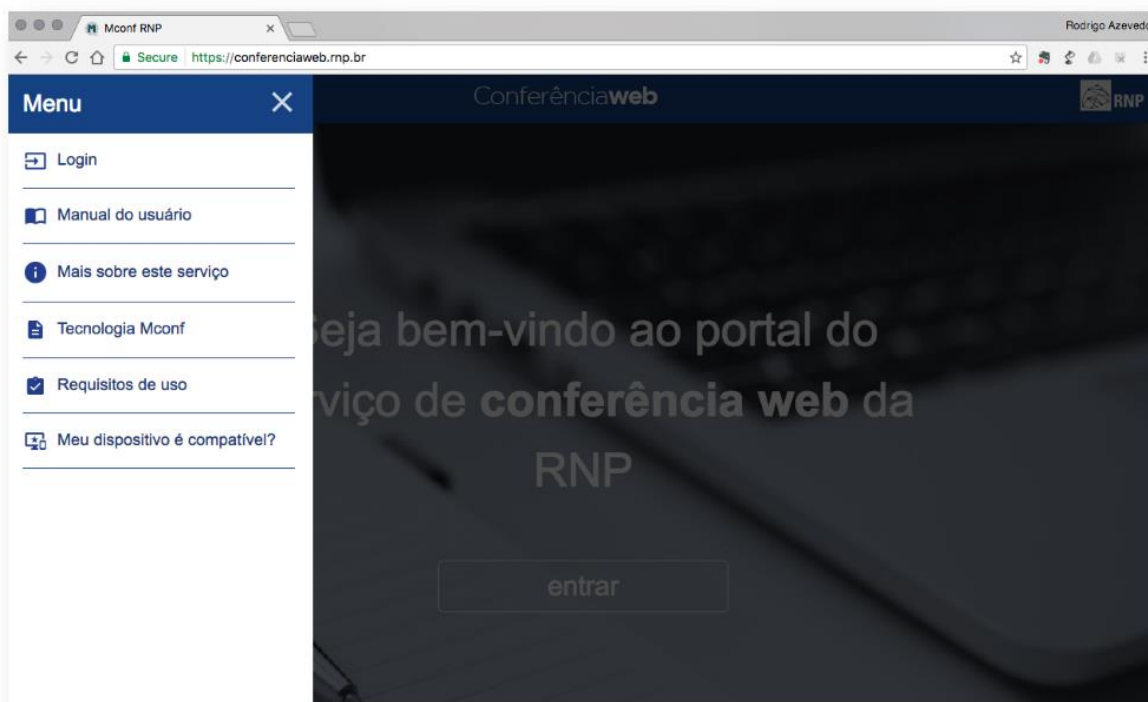 Mconf RNP
Rodrigo Azevedo
Secure https://conferenciaweb.rnp.br
Menu
Conferênciaweb
RNP
Login
Manual do usuário
Mais sobre este serviço
Tecnologia Mconf
Requisitos de uso
Meu dispositivo é compatível?
Seja bem-vindo ao portal do
rviço de conferência web da
RNP
entrar